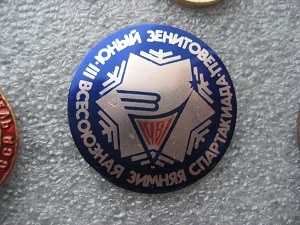 III ВСЕСОЮЗНАЯ ЗИМНЯЯ СПАРТАКИАДА
ЮНЫЙ ЗЕНИТОВЕЦ